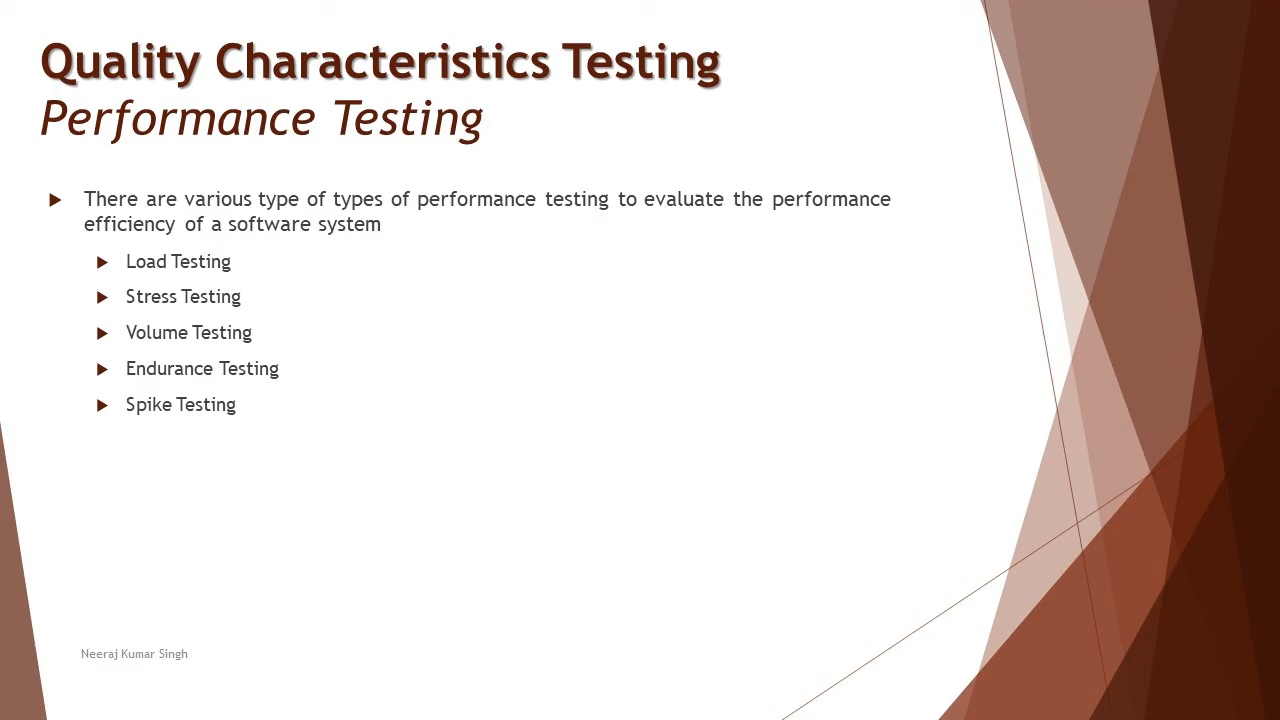 Quality Characteristics Testing
Performance Testing
There are various type of types of performance testing to evaluate the performance
efficiency of a software system
Load Testing
Stress Testing
Volume Testing
Endurance Testing
Spike Testing
Neeraj Kumar Singh